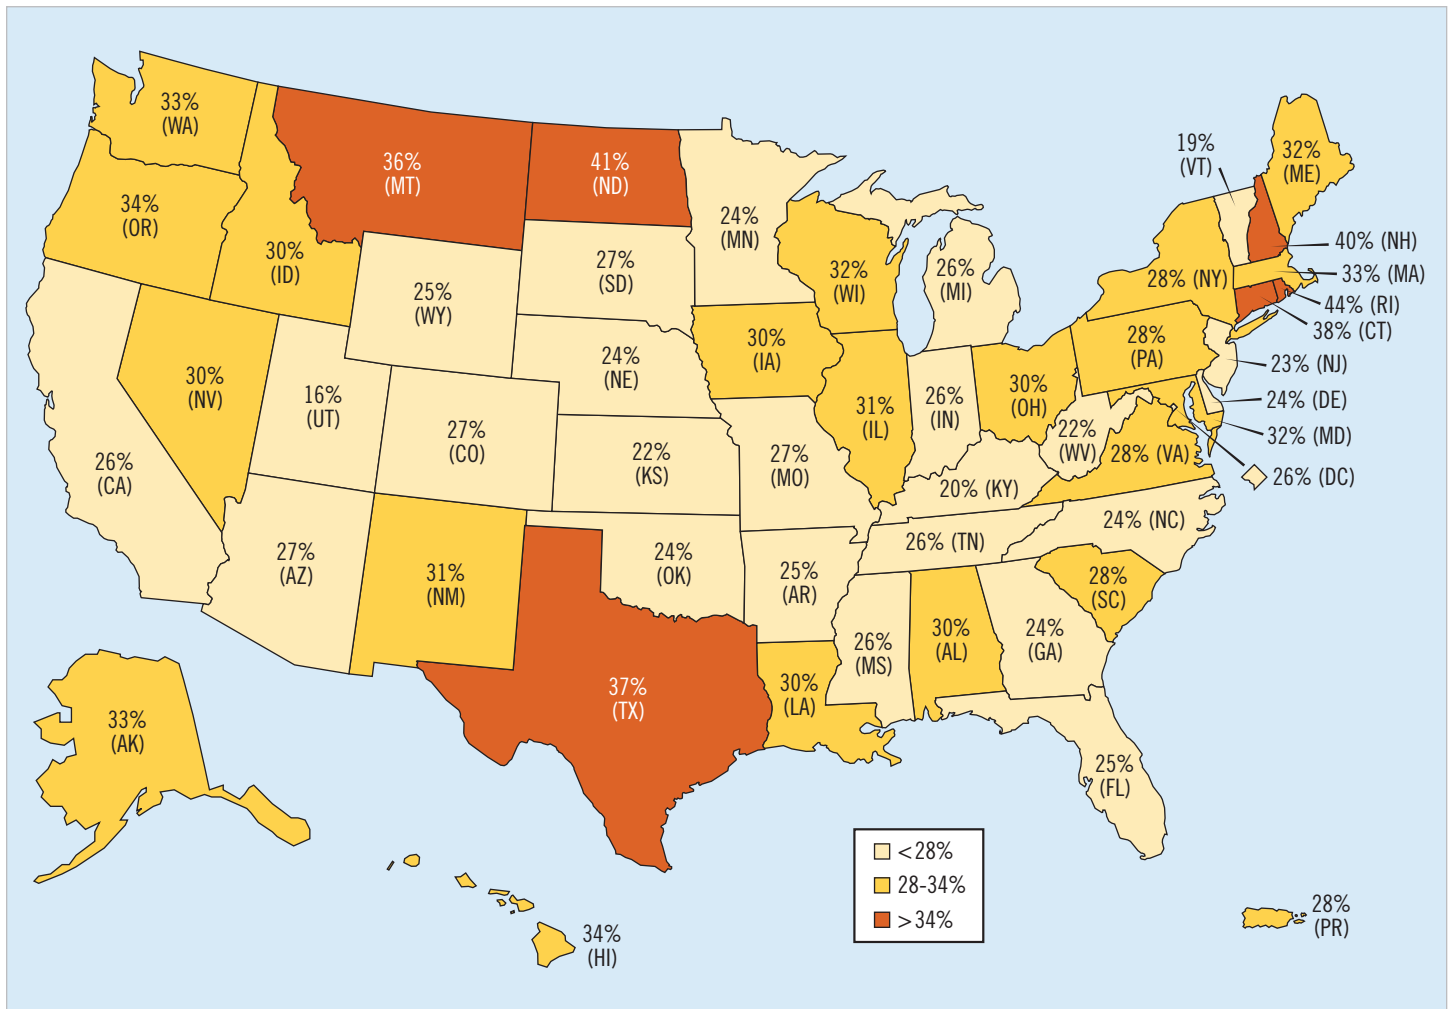 33%
(WA)
36%
(MT)
41%
(ND)
34%
(OR)
30%
(ID)
24%
(MN)
19%
(VT)
32%
(ME)
40% (NH)
33% (MA)
44% (RI)
38% (CT)
28% (NY)
27%
(SD)
32%
(WI)
26%
(MI)
25%
(WY)
30%
(IA)
28%
(PA)
23% (NJ)
24% (DE)
32% (MD)
26% (DC)
30%
(NV)
16%
(UT)
24%
(NE)
31%
(IL)
26%
(IN)
30%
(OH)
22%
(WV)
28% (VA)
26%
(CA)
27%
(CO)
22%
(KS)
27%
(MO)
20% (KY)
24% (NC)
26% (TN)
27%
(AZ)
31%
(NM)
24%
(OK)
25%
(AR)
28%
(SC)
26%
(MS)
30%
(AL)
24%
(GA)
37%
(TX)
30%
(LA)
25%
(FL)
33%
(AK)
34%
(HI)
<28%
28-34%
>34%
28%
(PR)